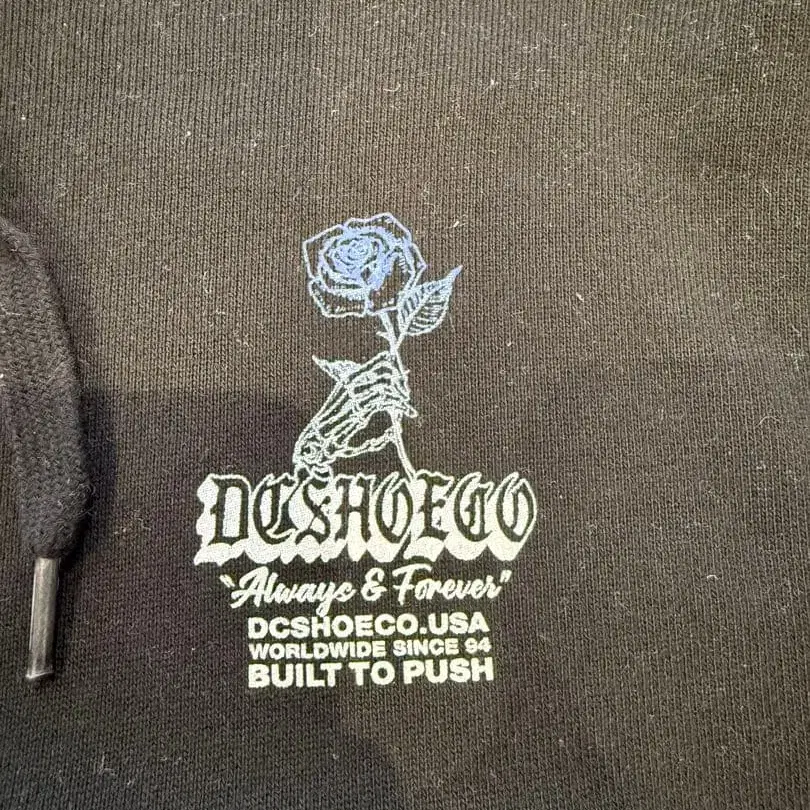 DCSHOECO
"Always & Forever"
DCSHOECO.USA
WORLDWIDE SINCE 94
BUILT TO PUSH